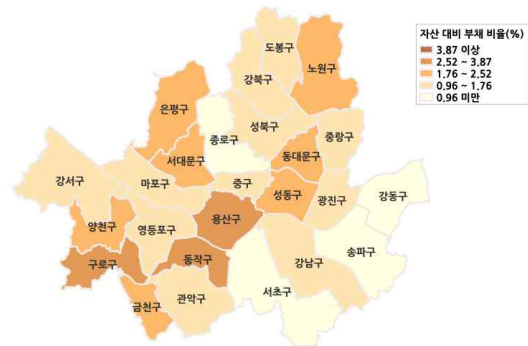 자산 대비 부채 비율(%)
3.87 이상
2.52 ~ 3.87
1.76 ~ 2.52
0.96 ~ 1.76
0.96 미만
도봉구
노원구
강북구
은평구
성북구
종로구
중랑구
서대문구
동대문구
강서구
마포구
중구
성동구
광진구
강동구
양천구
영등포구
용산구
송파구
구로구
동작구
강남구
서초구
금천구
관악구